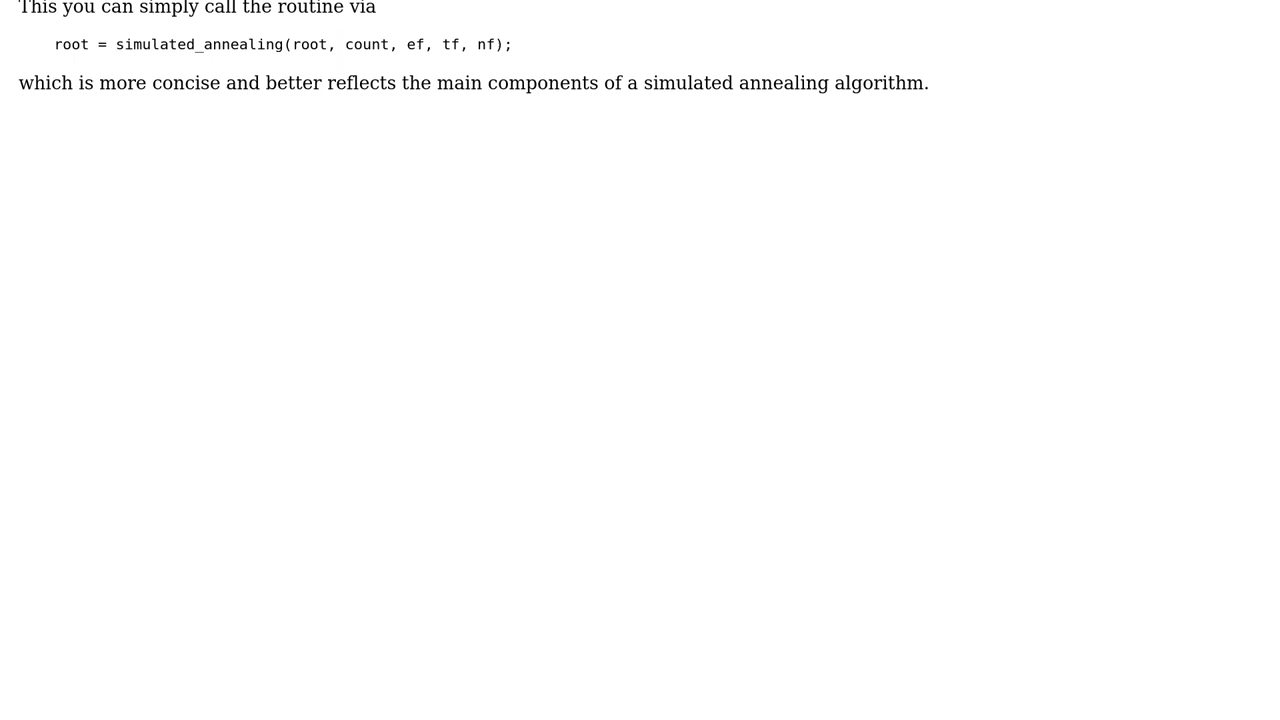 This you can simply call the routine via
root = simulated_annealing(root, count, ef, tf, nf);
which is more concise and better reflects the main components of a simulated annealing algorithm.